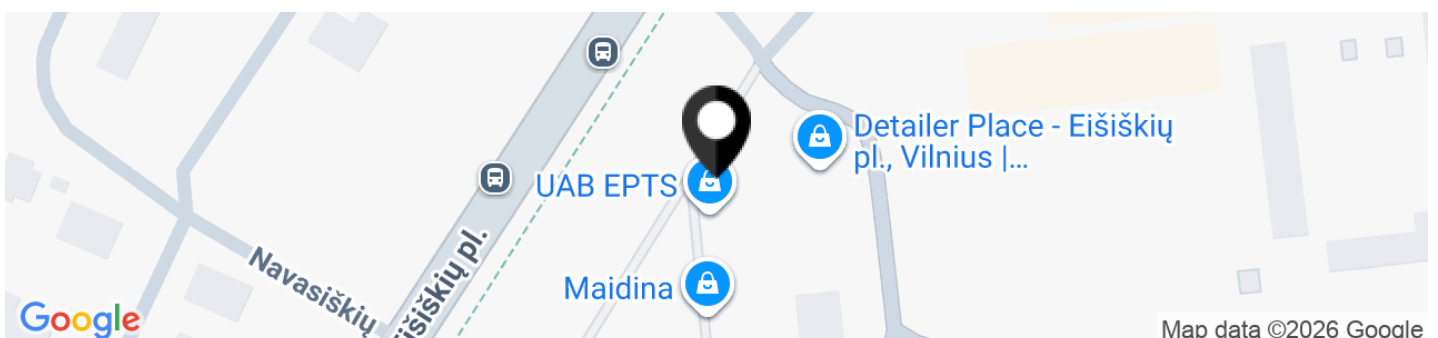 Detailer Place - Eišiškių
pl., Vilnius |...
UAB EPTS
Maidina
Navasiškių
Eišiškių pl.
Google
Map data ©2026 Google